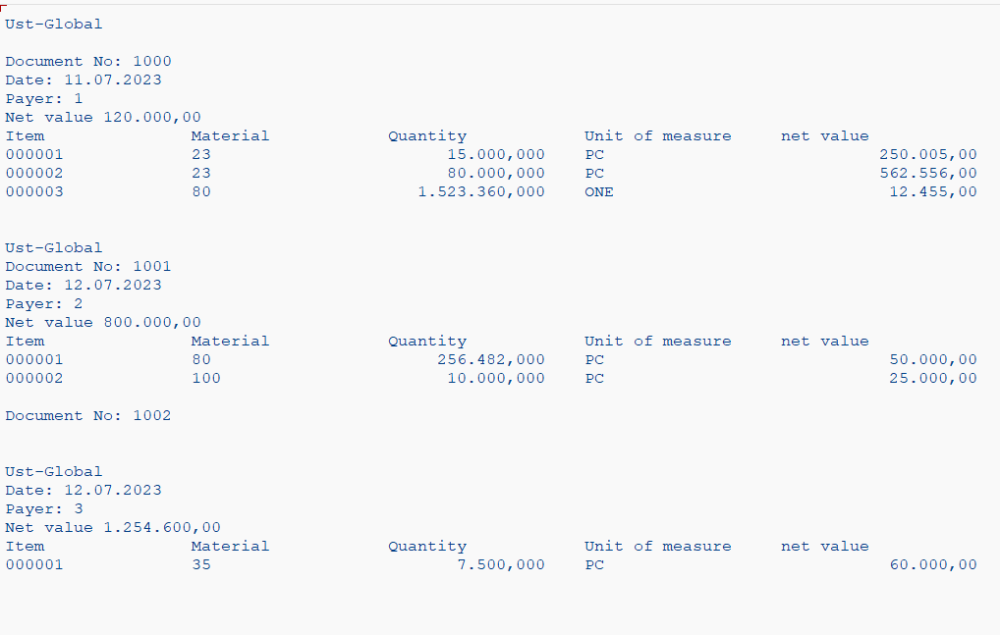 Ust-Global
Document No: 1000
Date: 11.07.2023
Payer: 1
Net value 120.000,00
Item Material Quantity Unit of measure net value
000001 23 15.000,000 PC 250.005,00
000002 23 80.000,000 PC 562.556,00
000003 80 1.523.360,000 ONE 12.455,00
Ust-Global
Document No: 1001
Date: 12.07.2023
Payer: 2
Net value 800.000,00
Item Material Quantity Unit of measure net value
000001 80 256.482,000 PC 50.000,00
000002 100 10.000,000 PC 25.000,00
Document No: 1002
Ust-Global
Date: 12.07.2023
Payer: 3
Net value 1.254.600,00
Item Material Quantity Unit of measure net value
000001 35 7.500,000 PC 60.000,00